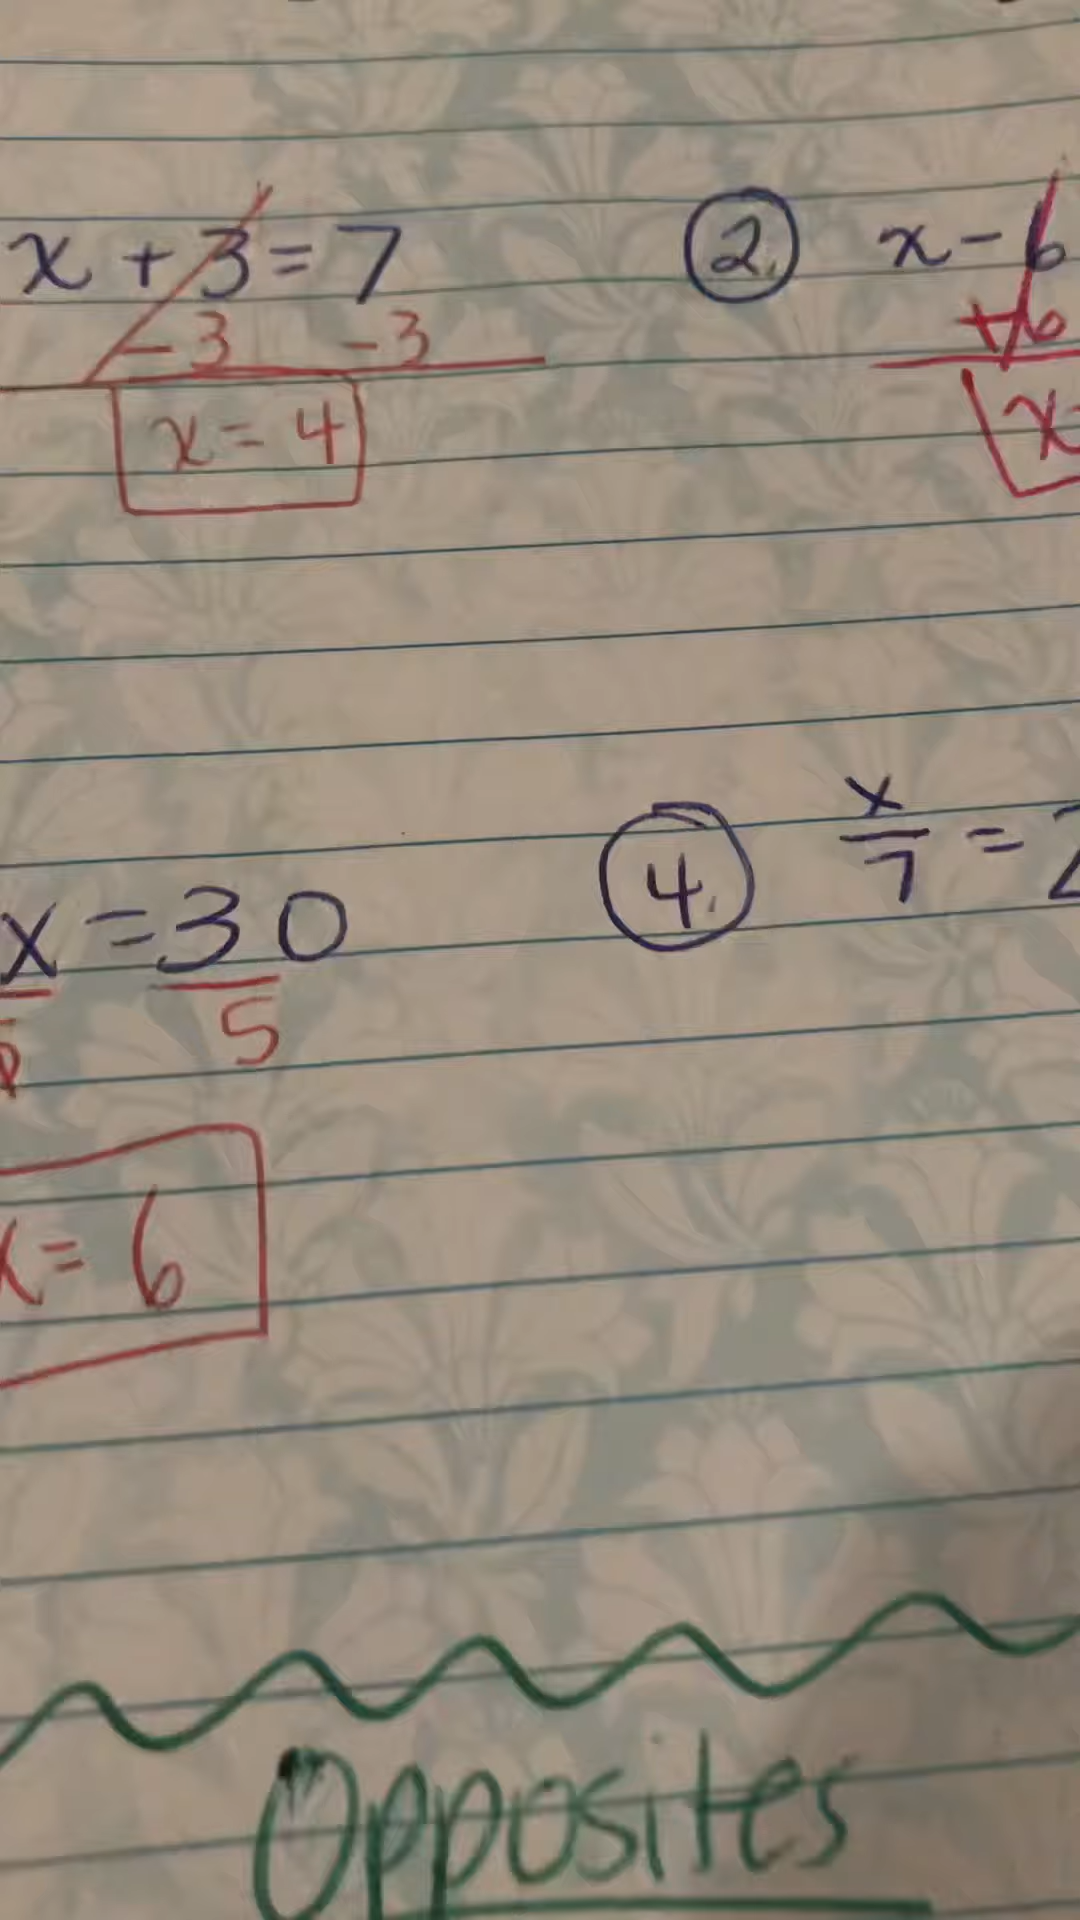 x + 3 = 7
- 3 - 3
x = 4
2. x - 6
+6
x =
x = 30
5
x = 6
4. x/7 =
Opposites